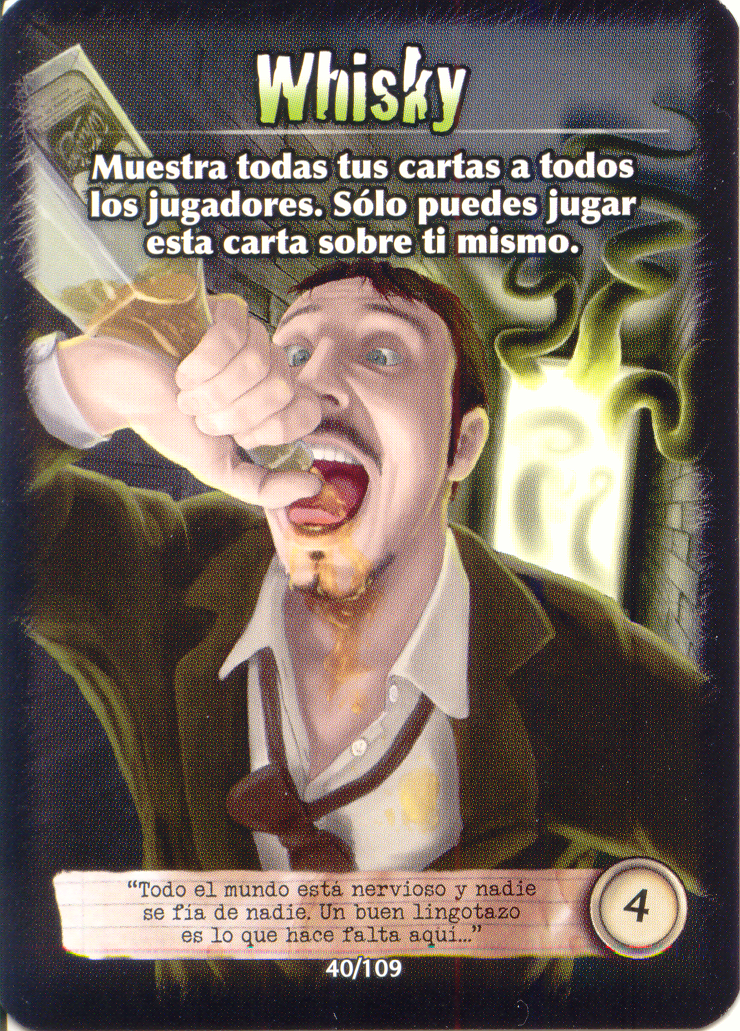 Whisky
Muestra todas tus cartas a todos
los jugadores. Sólo puedes jugar
esta carta sobre ti mismo.
“Todo el mundo está nervioso y nadie
se fía de nadie. Un buen lingotazo
es lo que hace falta aquí...”
4
40/109